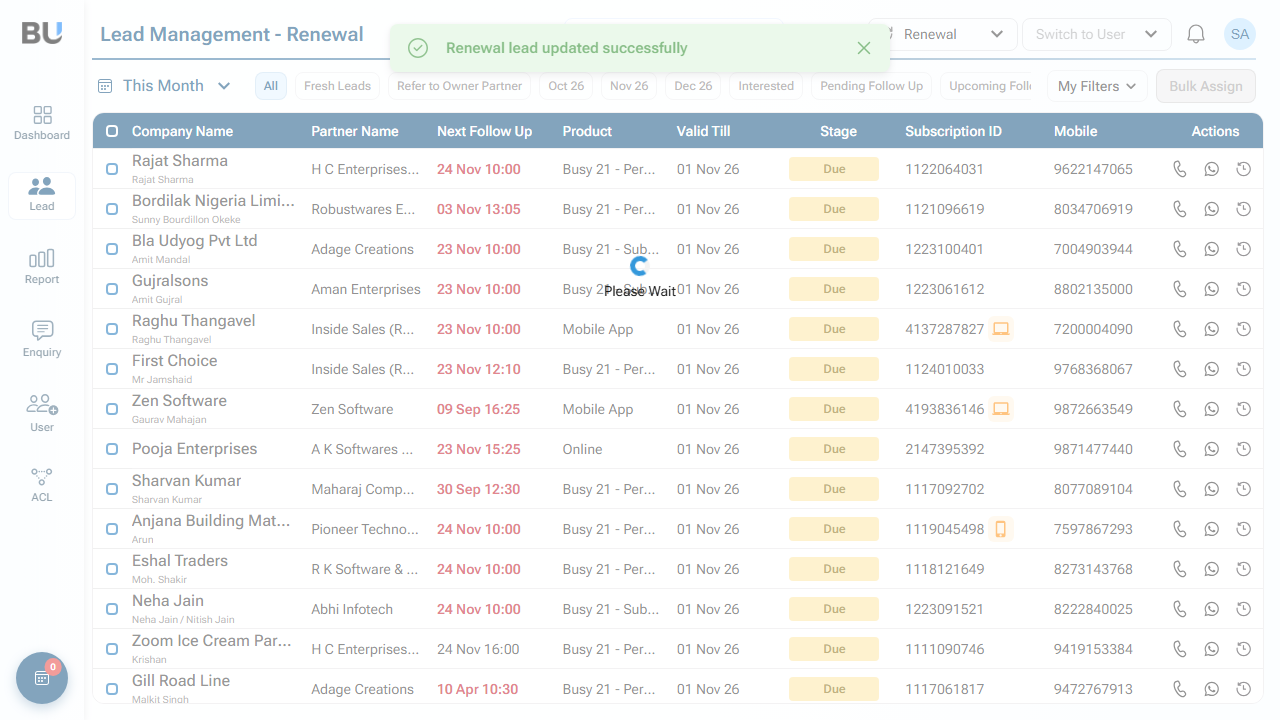 BU
Lead Management - Renewal
Renewal lead updated successfully
Renewal
Switch to User
SA
This Month
All
Fresh Leads
Refer to Owner Partner
Oct 26
Nov 26
Dec 26
Interested
Pending Follow Up
Upcoming Foll
My Filters
Bulk Assign
Dashboard
Lead
Report
Enquiry
User
ACL
0
Company Name Partner Name Next Follow Up Product Valid Till Stage Subscription ID Mobile Actions
Rajat Sharma H C Enterprises... 24 Nov 10:00 Busy 21 - Per... 01 Nov 26 Due 1122064031 9622147065
Rajat Sharma
Bordilak Nigeria Limi... Robustwares E... 03 Nov 13:05 Busy 21 - Per... 01 Nov 26 Due 1121096619 8034706919
Sunny Bourdillon Okeke
Bla Udyog Pvt Ltd Adage Creations 23 Nov 10:00 Busy 21 - Sub... 01 Nov 26 Due 1223100401 7004903944
Amit Mandal
Gujralsons Aman Enterprises 23 Nov 10:00 Busy 21 - Sub... 01 Nov 26 Due 1223061612 8802135000
Amit Gujral
Please Wait
Raghu Thangavel Inside Sales (R... 23 Nov 10:00 Mobile App 01 Nov 26 Due 4137287827 7200004090
Raghu Thangavel
First Choice Inside Sales (R... 23 Nov 12:10 Busy 21 - Per... 01 Nov 26 Due 1124010033 9768368067
Mr Jamshaid
Zen Software Zen Software 09 Sep 16:25 Mobile App 01 Nov 26 Due 4193836146 9872663549
Gaurav Mahajan
Pooja Enterprises A K Softwares ... 23 Nov 15:25 Online 01 Nov 26 Due 2147395392 9871477440
Sharvan Kumar Maharaj Comp... 30 Sep 12:30 Busy 21 - Per... 01 Nov 26 Due 1117092702 8077089104
Sharvan Kumar
Anjana Building Mat... Pioneer Techno... 24 Nov 10:00 Busy 21 - Per... 01 Nov 26 Due 1119045498 7597867293
Arun
Eshal Traders R K Software & ... 24 Nov 10:00 Busy 21 - Per... 01 Nov 26 Due 1118121649 8273143768
Moh. Shakir
Neha Jain Abhi Infotech 24 Nov 10:00 Busy 21 - Sub... 01 Nov 26 Due 1223091521 8222840025
Neha Jain / Nitish Jain
Zoom Ice Cream Par... H C Enterprises... 24 Nov 16:00 Busy 21 - Per... 01 Nov 26 Due 1111090746 9419153384
Krishan
Gill Road Line Adage Creations 10 Apr 10:30 Busy 21 - Per... 01 Nov 26 Due 1117061817 9472767913
Malkit Singh